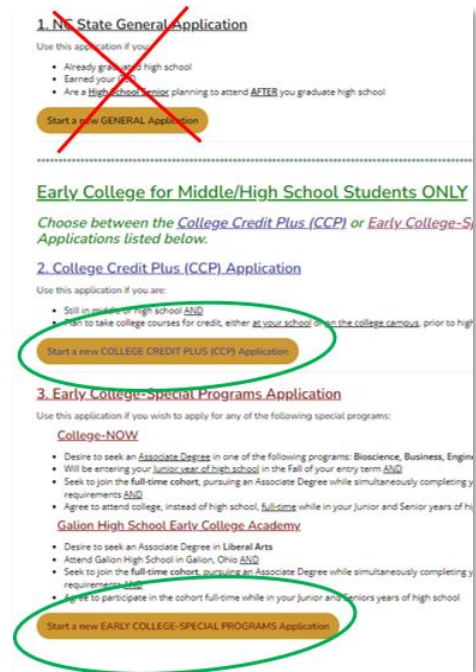 1. NC State General Application
Use this application if you:
Already graduated high school
Earned your GED
Are a High School Senior planning to attend AFTER you graduate high school
Start a new GENERAL Application
Early College for Middle/High School Students ONLY
Choose between the College Credit Plus (CCP) or Early College-Sp
Applications listed below.
2. College Credit Plus (CCP) Application
Use this application if you are:
Still in middle or high school AND
Plan to take college courses for credit, either at your school or on the college campus, prior to high
Start a new COLLEGE CREDIT PLUS (CCP) Application
3. Early College-Special Programs Application
Use this application if you wish to apply for any of the following special programs:
College-NOW
Desire to seek an Associate Degree in one of the following programs: Bioscience, Business, Engine
Will be entering your junior year of high school in the Fall of your entry term AND
Seek to join the full-time cohort, pursuing an Associate Degree while simultaneously completing y
requirements AND
Agree to attend college, instead of high school, full-time while in your Junior and Senior years of hi
Galion High School Early College Academy
Desire to seek an Associate Degree in Liberal Arts
Attend Galion High School in Galion, Ohio AND
Seek to join the full-time cohort, pursuing an Associate Degree while simultaneously completing y
requirements AND
Agree to participate in the cohort full-time while in your Junior and Seniors years of high school
Start a new EARLY COLLEGE-SPECIAL PROGRAMS Application